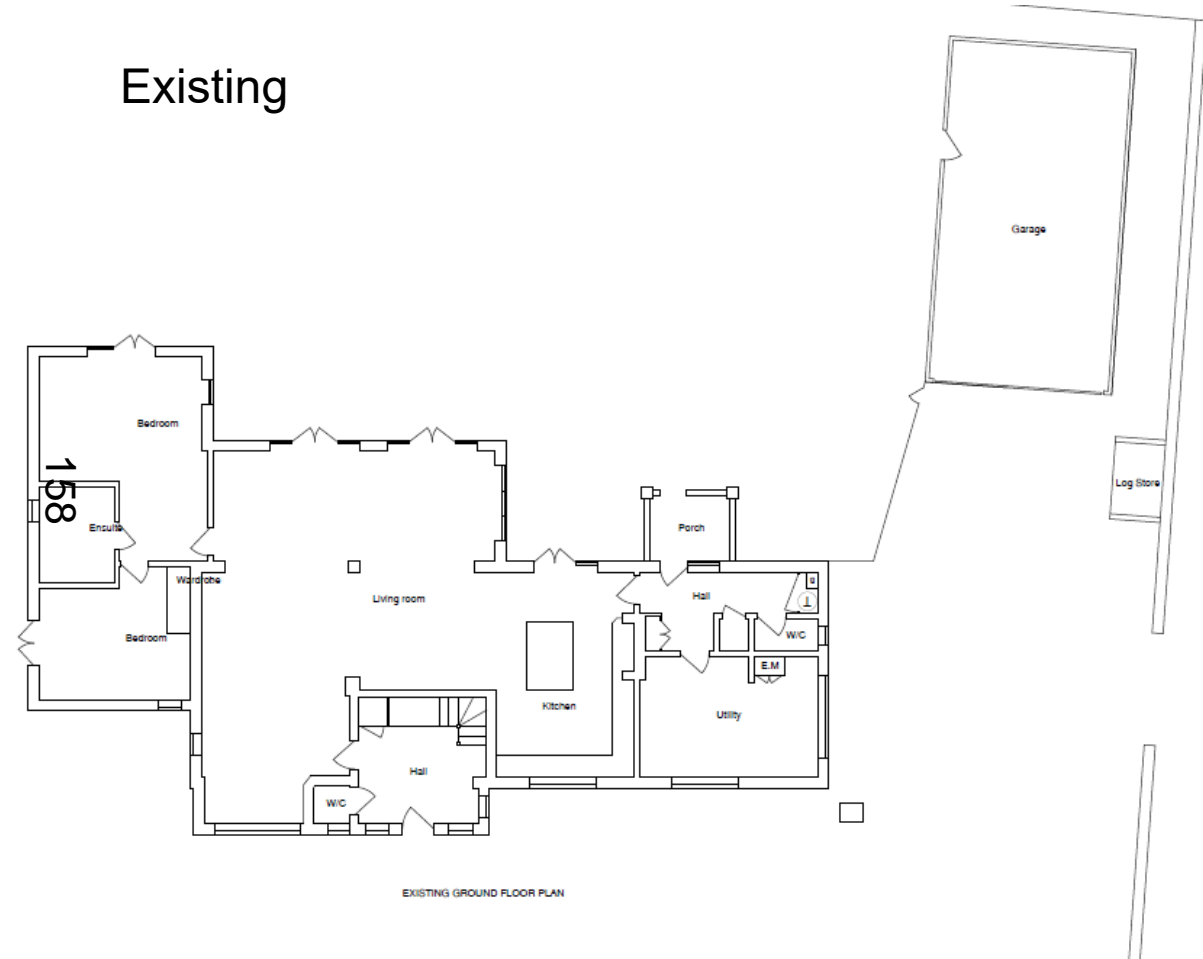 Existing
Garage
Bedroom
158
Log Store
Ensuite
Porch
Wardrobe
Living room
Hall
Bedroom
W/C
E.M
Kitchen
Utility
Hall
W/C
EXISTING GROUND FLOOR PLAN